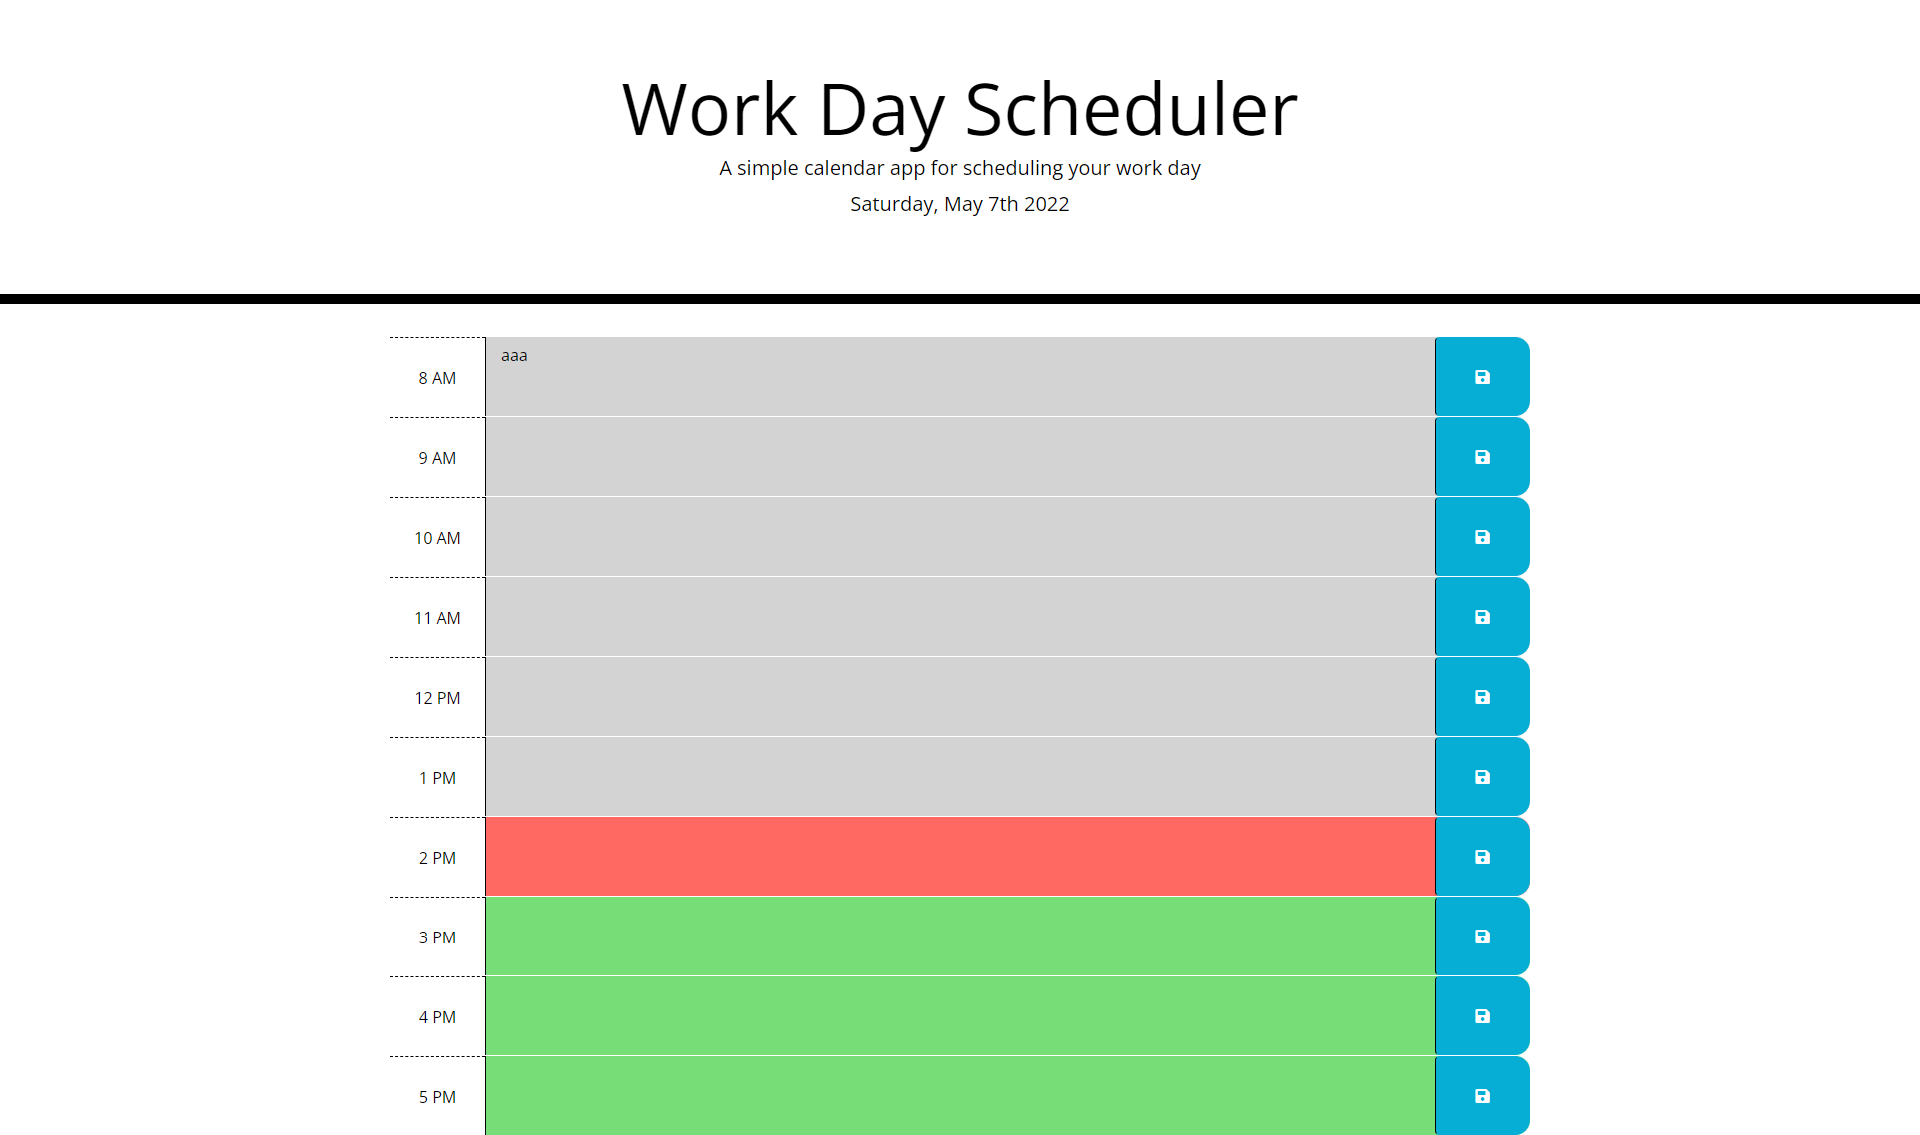 Work Day Scheduler
A simple calendar app for scheduling your work day
Saturday, May 7th 2022
8 AM
aaa
9 AM
10 AM
11 AM
12 PM
1 PM
2 PM
3 PM
4 PM
5 PM